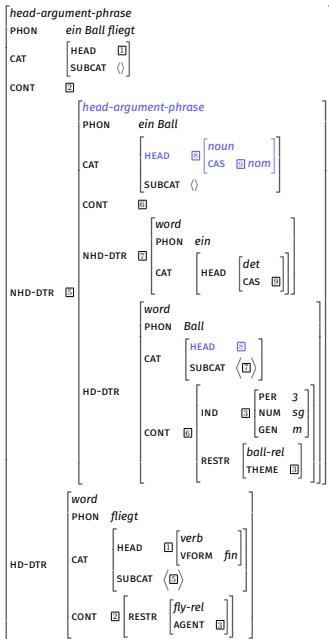 head-argument-phrase
PHON ein Ball fliegt
CAT HEAD 1
SUBCAT ⟨⟩
CONT 2
head-argument-phrase
PHON ein Ball
CAT HEAD 8 noun
CAS 9 nom
SUBCAT ⟨⟩
CONT 6
NHD-DTR 5
word
PHON ein
NHD-DTR 7 CAT HEAD det
CAS 9
word
PHON Ball
CAT HEAD 8
SUBCAT ⟨7⟩
HD-DTR
CONT 6 IND 3 PER 3
NUM sg
GEN m
RESTR ball-rel
THEME 3
word
PHON fliegt
HD-DTR CAT HEAD 1 verb
VFORM fin
SUBCAT ⟨5⟩
CONT 2 RESTR fly-rel
AGENT 3